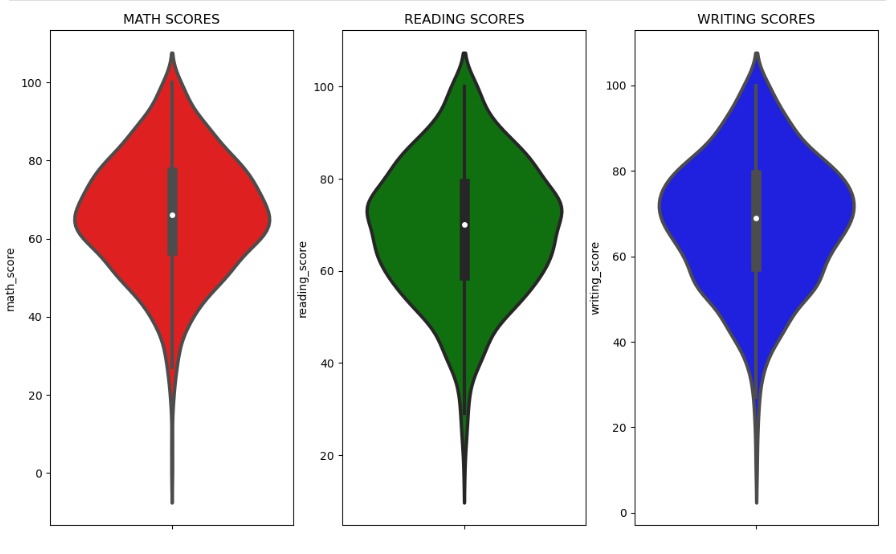 MATH SCORES
math_score
100
80
60
40
20
0
READING SCORES
reading_score
100
80
60
40
20
WRITING SCORES
writing_score
100
80
60
40
20
0